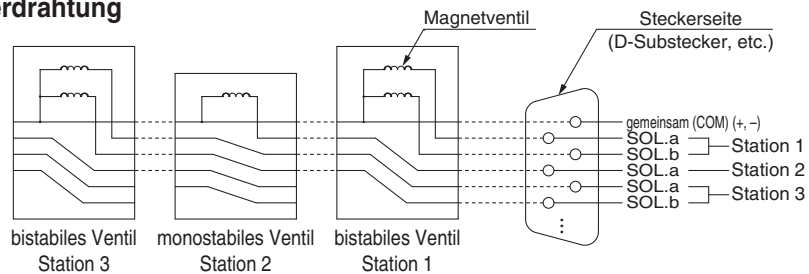 erdrahtung
Magnetventil
Steckerseite
(D-Substecker, etc.)
gemeinsam (COM) (+, –)
SOL.a
SOL.b
Station 1
SOL.a
Station 2
SOL.a
SOL.b
Station 3
bistabiles Ventil
Station 3
monostabiles Ventil
Station 2
bistabiles Ventil
Station 1